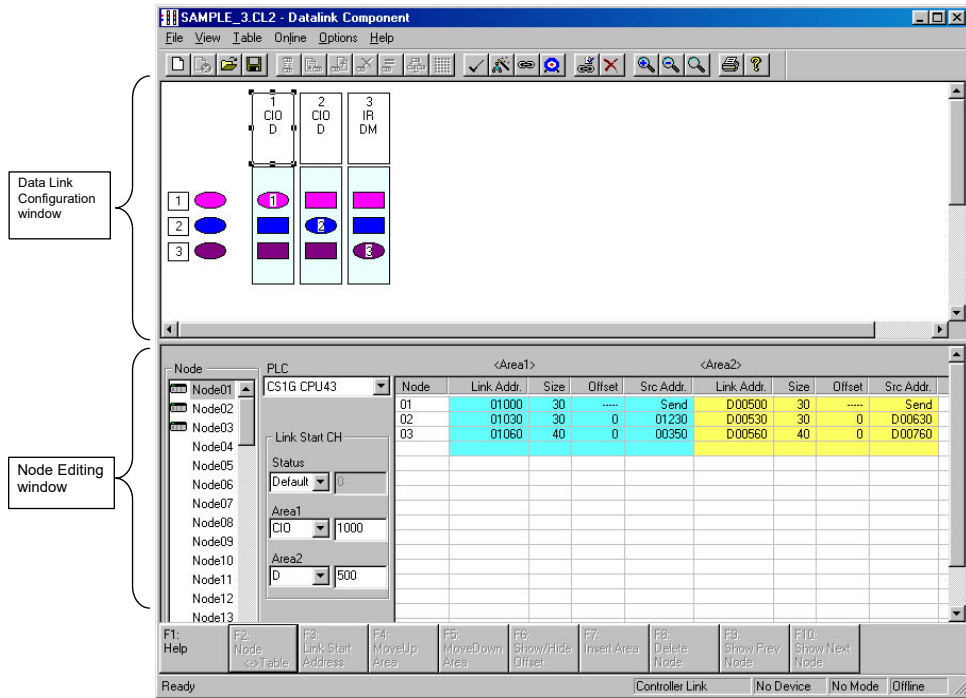 SAMPLE_3.CL2 - Datalink Component
File View Table Online Options Help
1 2 3
CIO CIO IR
D D DM
Data Link
Configuration
window
1 1
2 2
3 3
Node PLC <Area1> <Area2>
CS1G CPU43
Node Link Addr. Size Offset Src Addr. Link Addr. Size Offset Src Addr.
01 01000 30 ----- Send D00500 30 ----- Send
02 01030 30 0 01230 D00530 30 0 D00630
03 01060 40 0 00350 D00560 40 0 D00760
Node01
Node02
Node03
Node04
Node05
Node06
Node07
Node08
Node09
Node10
Node11
Node12
Node13
Link Start CH
Status
Default 0
Area1
CIO 1000
Area2
D 500
Node Editing
window
F1:
Help
F2:
Node
<->Table
F3:
Link Start
Address
F4:
MoveUp
Area
F5:
MoveDown
Area
F6:
Show/Hide
Offset
F7:
Insert Area
F8:
Delete
Node
F9:
Show Prev
Node
F10:
Show Next
Node
Ready Controller Link No Device No Mode Offline